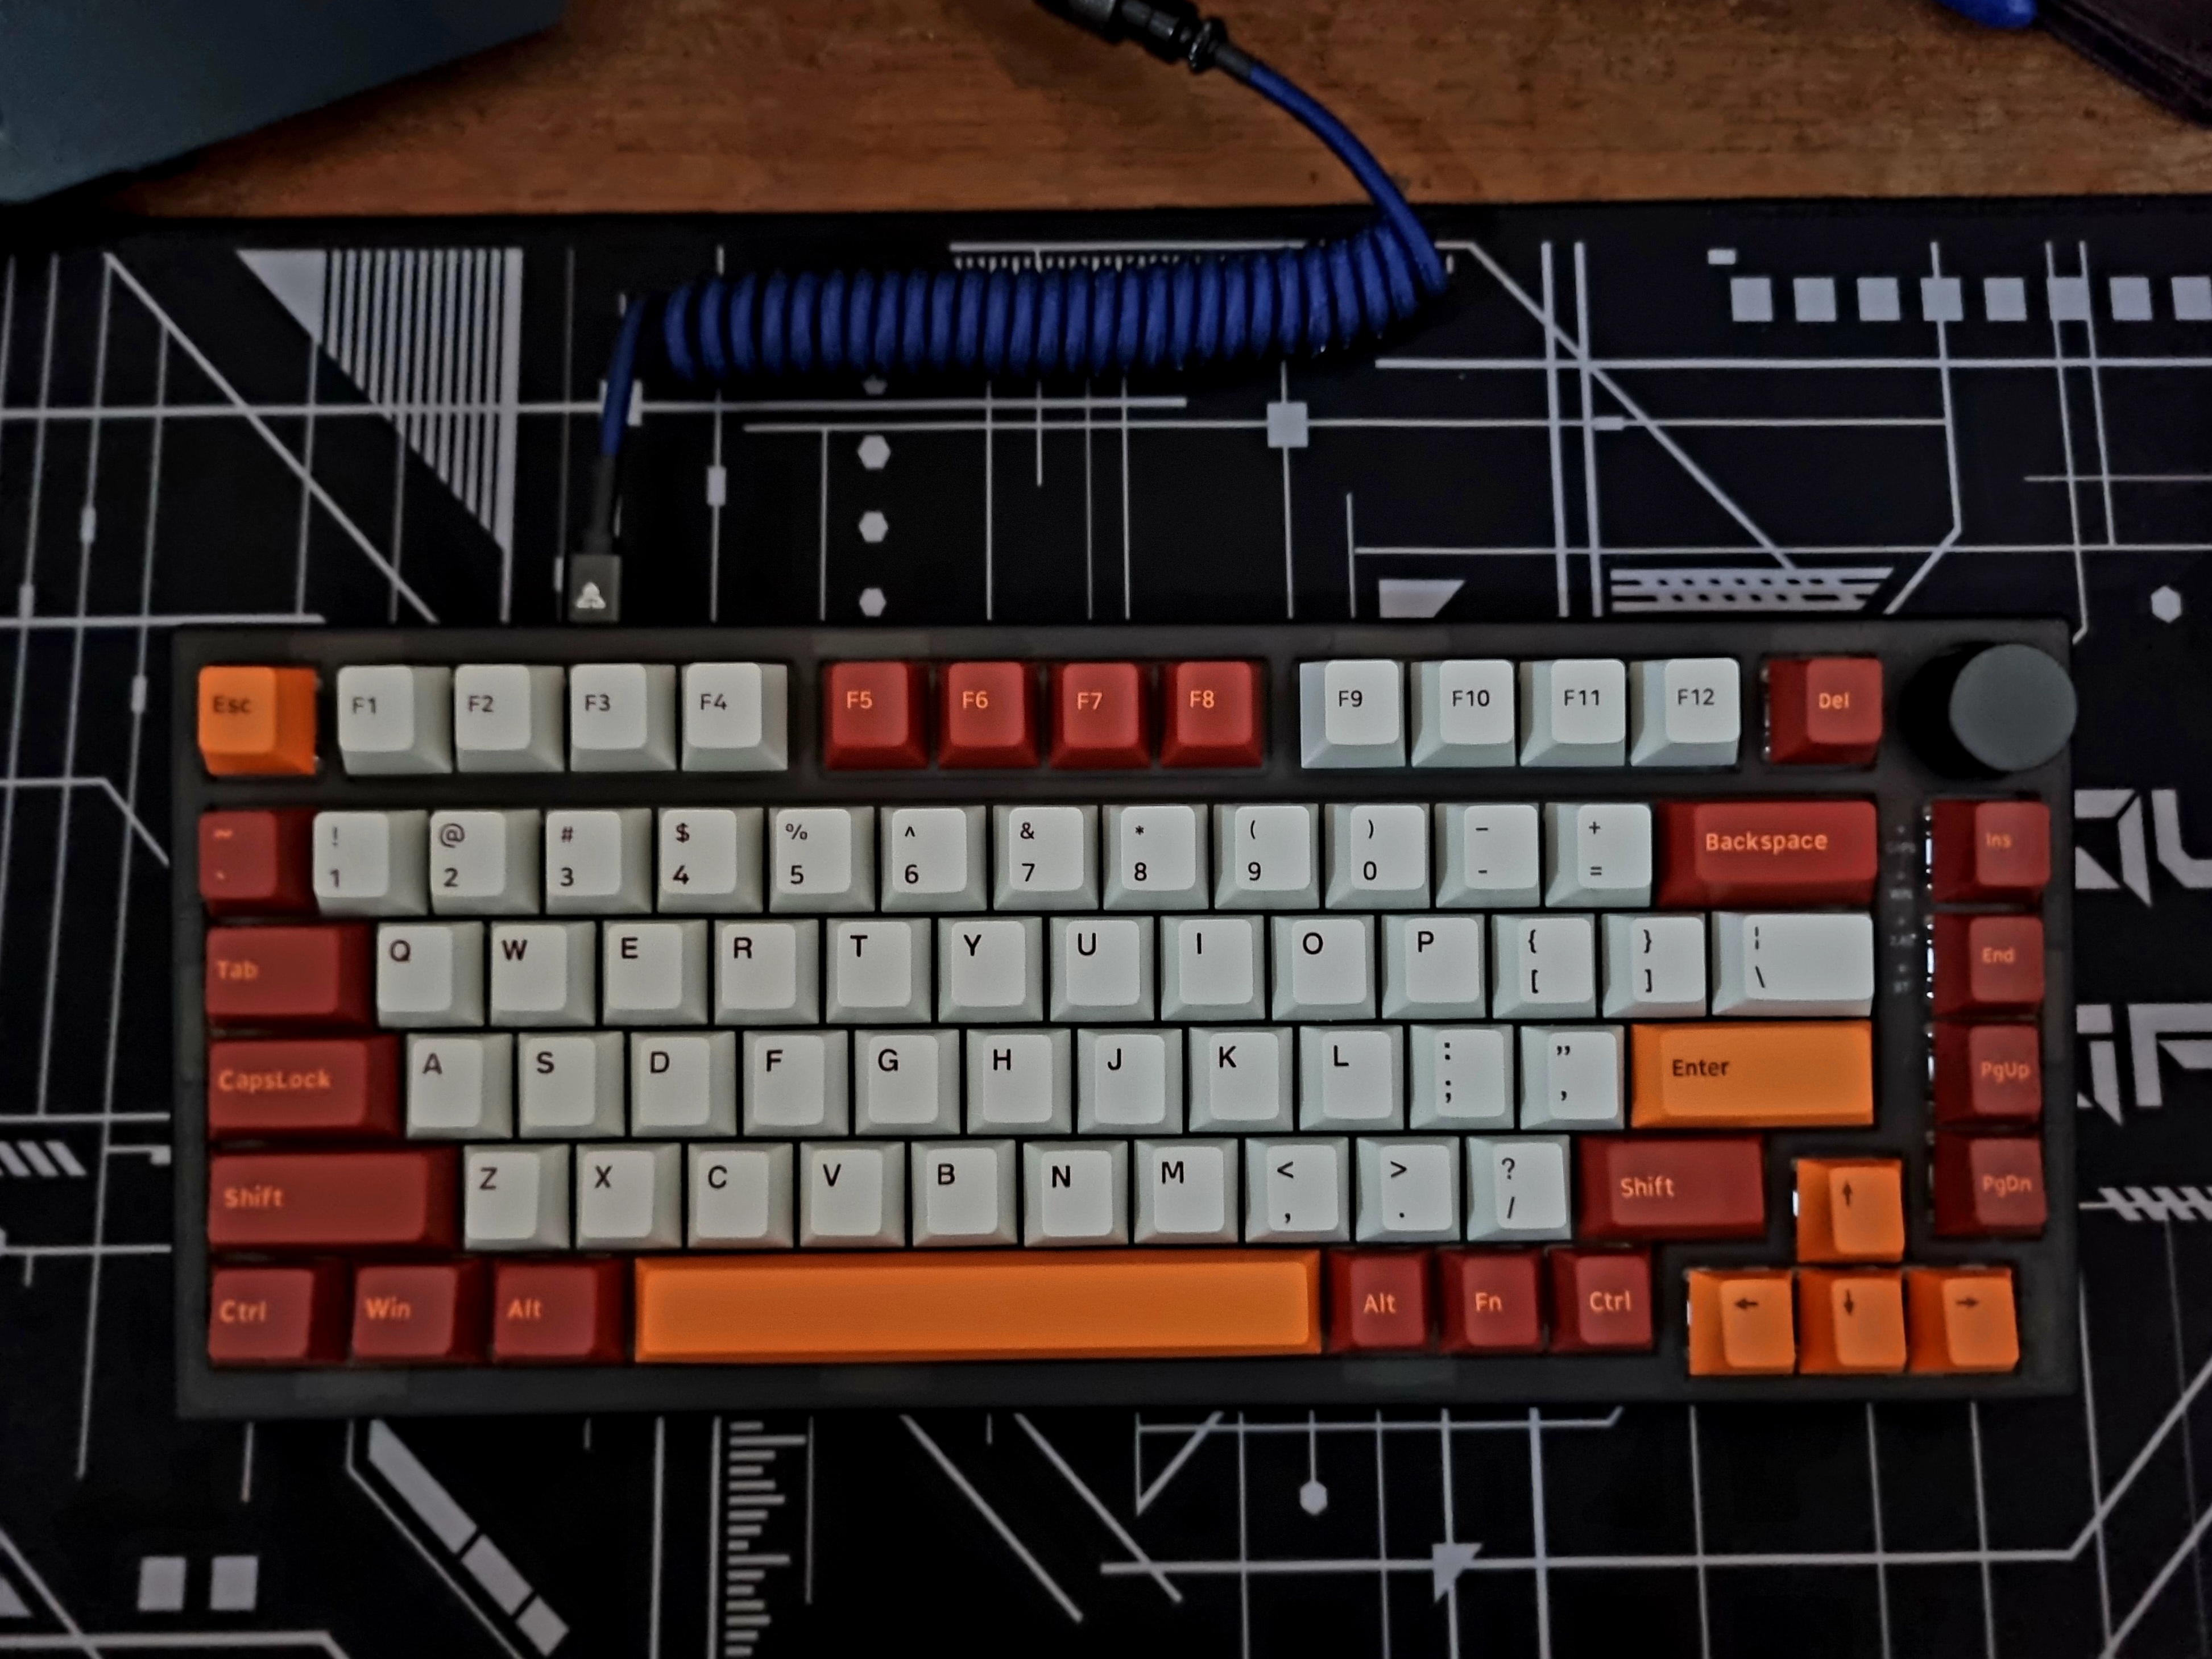 Esc F1 F2 F3 F4 F5 F6 F7 F8 F9 F10 F11 F12 Del
~ ! @ # $ % ^ & * ( ) _ +
` 1 2 3 4 5 6 7 8 9 0 - = Backspace Ins
Tab Q W E R T Y U I O P { } ¦ End
[ ] \
CapsLock A S D F G H J K L : " Enter PgUp
; '
Shift Z X C V B N M < > ? Shift ↑ PgDn
, . /
Ctrl Win Alt Alt Fn Ctrl ← ↓ →